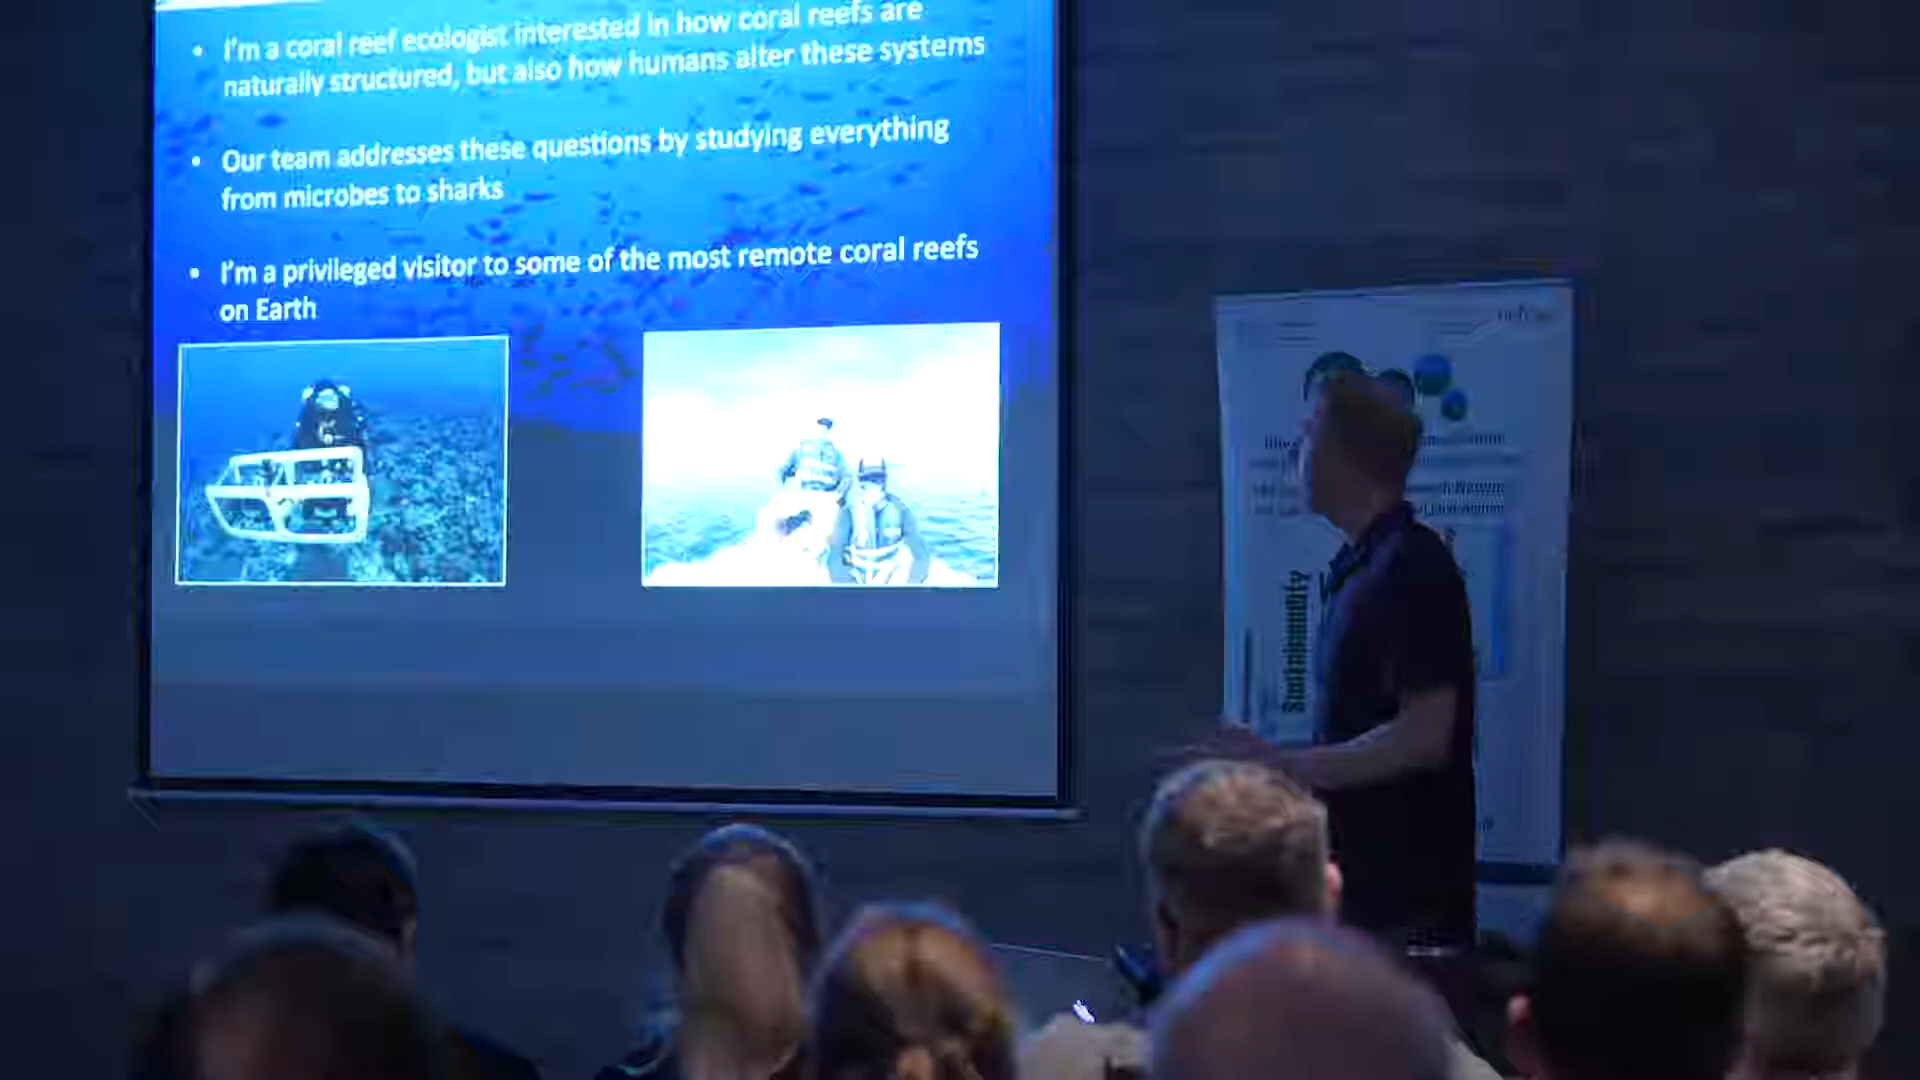 • I'm a coral reef ecologist interested in how coral reefs are
naturally structured, but also how humans alter these systems
• Our team addresses these questions by studying everything
from microbes to sharks
• I'm a privileged visitor to some of the most remote coral reefs
on Earth
Sustainability